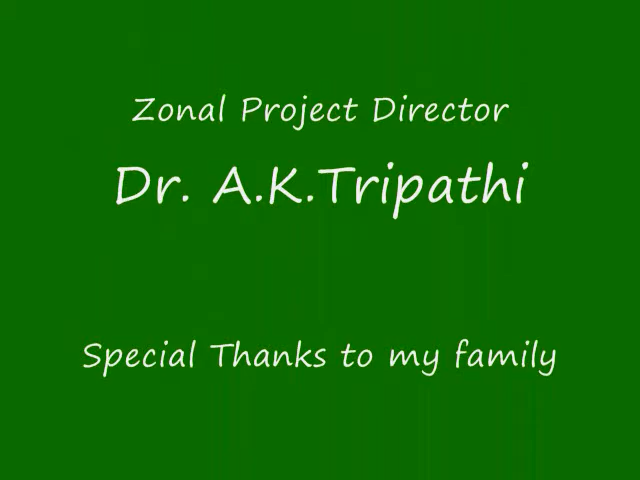 Zonal Project Director
Dr. A.K.Tripathi
Special Thanks to my family